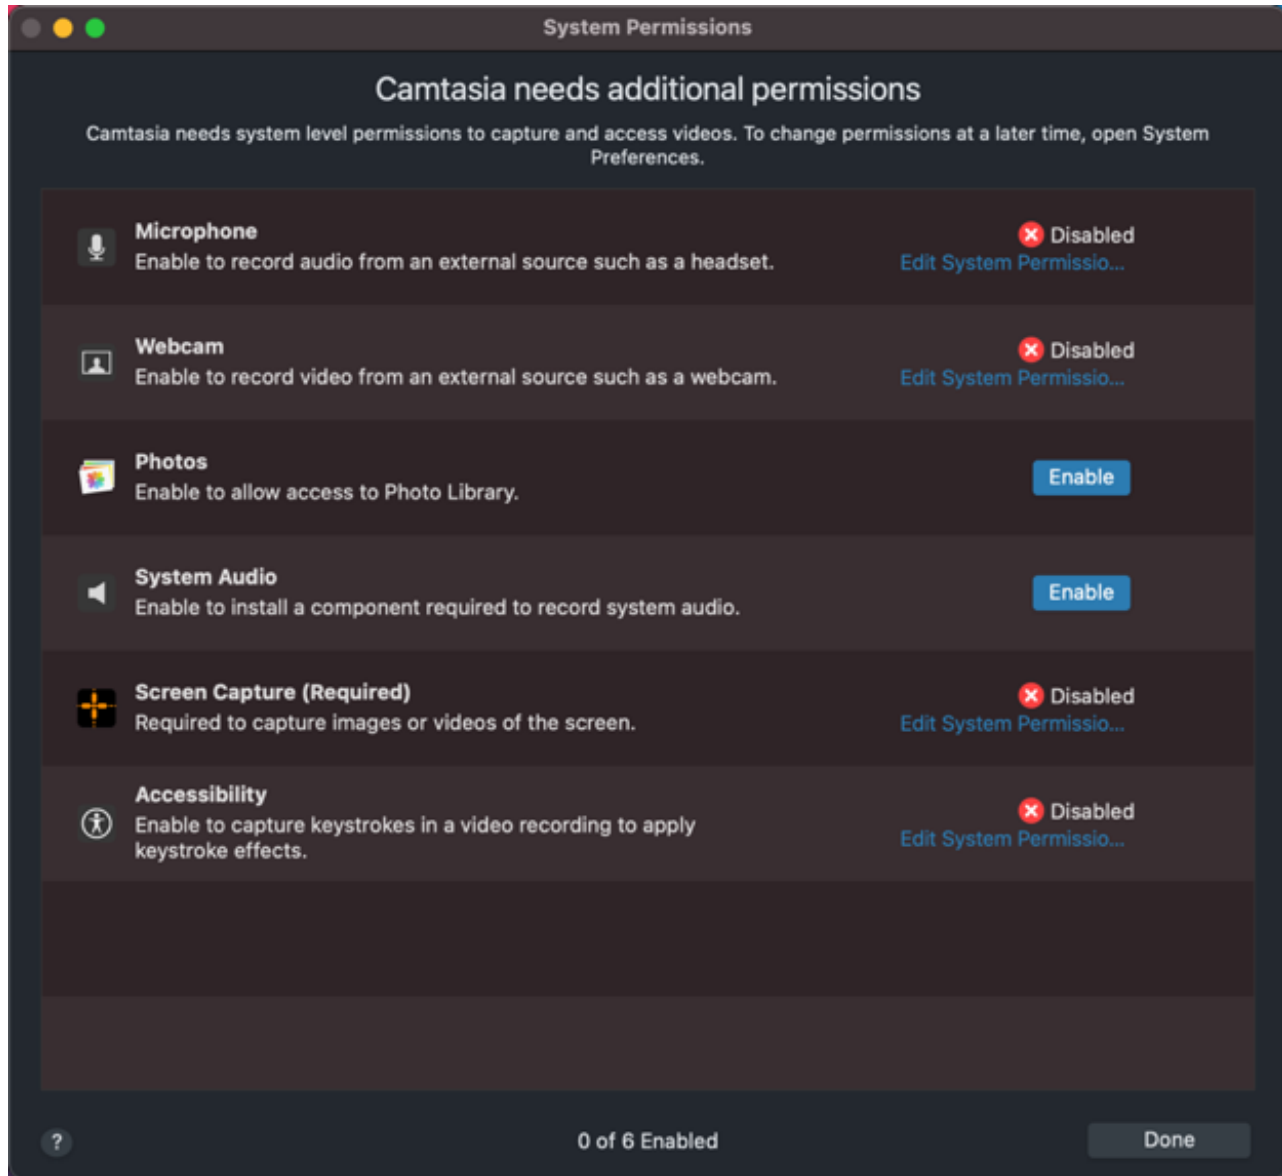 System Permissions
Camtasia needs additional permissions
Camtasia needs system level permissions to capture and access videos. To change permissions at a later time, open System
Preferences.
Microphone
Enable to record audio from an external source such as a headset.
Disabled
Edit System Permissio...
Webcam
Enable to record video from an external source such as a webcam.
Disabled
Edit System Permissio...
Photos
Enable to allow access to Photo Library.
Enable
System Audio
Enable to install a component required to record system audio.
Enable
Screen Capture (Required)
Required to capture images or videos of the screen.
Disabled
Edit System Permissio...
Accessibility
Enable to capture keystrokes in a video recording to apply
keystroke effects.
Disabled
Edit System Permissio...
?
0 of 6 Enabled
Done